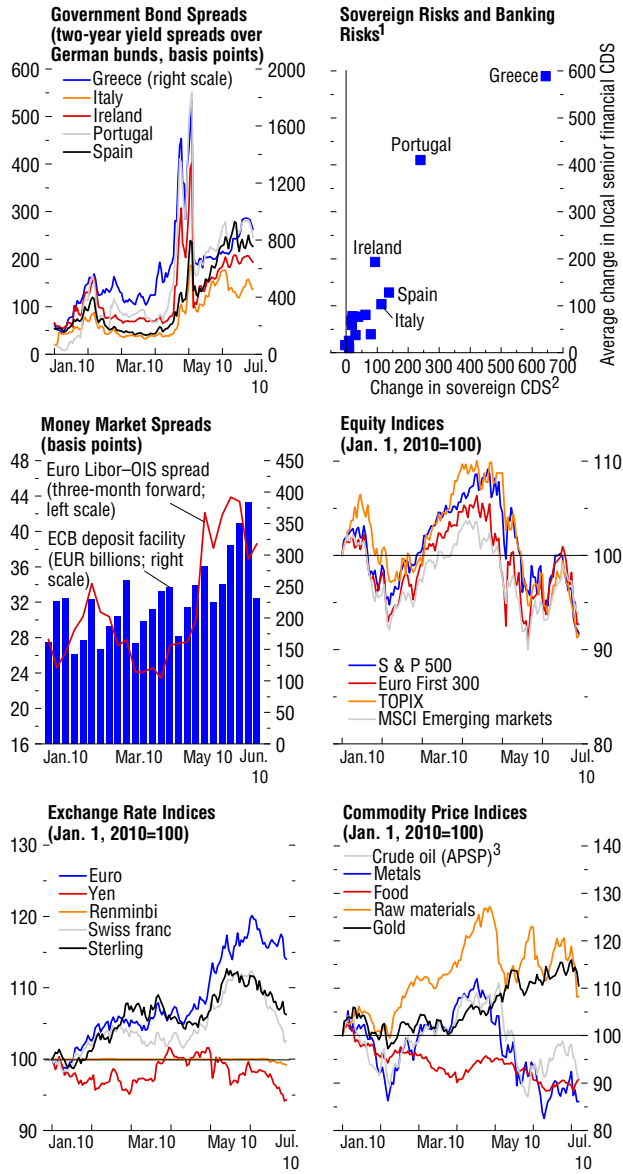 Government Bond Spreads
(two-year yield spreads over
German bunds, basis points)
600
500
400
300
200
100
0
2000
1600
1200
800
400
0
Greece (right scale)
Italy
Ireland
Portugal
Spain
Jan.10 Mar.10 May 10 Jul.
10
Sovereign Risks and Banking
Risks1
Greece
Portugal
Ireland
Spain
Italy
600
500
400
300
200
100
0
Average change in local senior financial CDS
0 100 200 300 400 500 600 700
Change in sovereign CDS2
Money Market Spreads
(basis points)
48
44
40
36
32
28
24
20
16
450
400
350
300
250
200
150
100
50
0
Euro Libor–OIS spread
(three-month forward;
left scale)
ECB deposit facility
(EUR billions; right
scale)
Jan.10 Mar.10 May 10 Jun.
10
Equity Indices
(Jan. 1, 2010=100)
110
100
90
80
S & P 500
Euro First 300
TOPIX
MSCI Emerging markets
Jan.10 Mar.10 May 10 Jul.
10
Exchange Rate Indices
(Jan. 1, 2010=100)
130
120
110
100
90
Euro
Yen
Renminbi
Swiss franc
Sterling
Jan.10 Mar.10 May 10 Jul.
10
Commodity Price Indices
(Jan. 1, 2010=100)
140
130
120
110
100
90
80
Crude oil (APSP)3
Metals
Food
Raw materials
Gold
Jan.10 Mar.10 May 10 Jul.
10